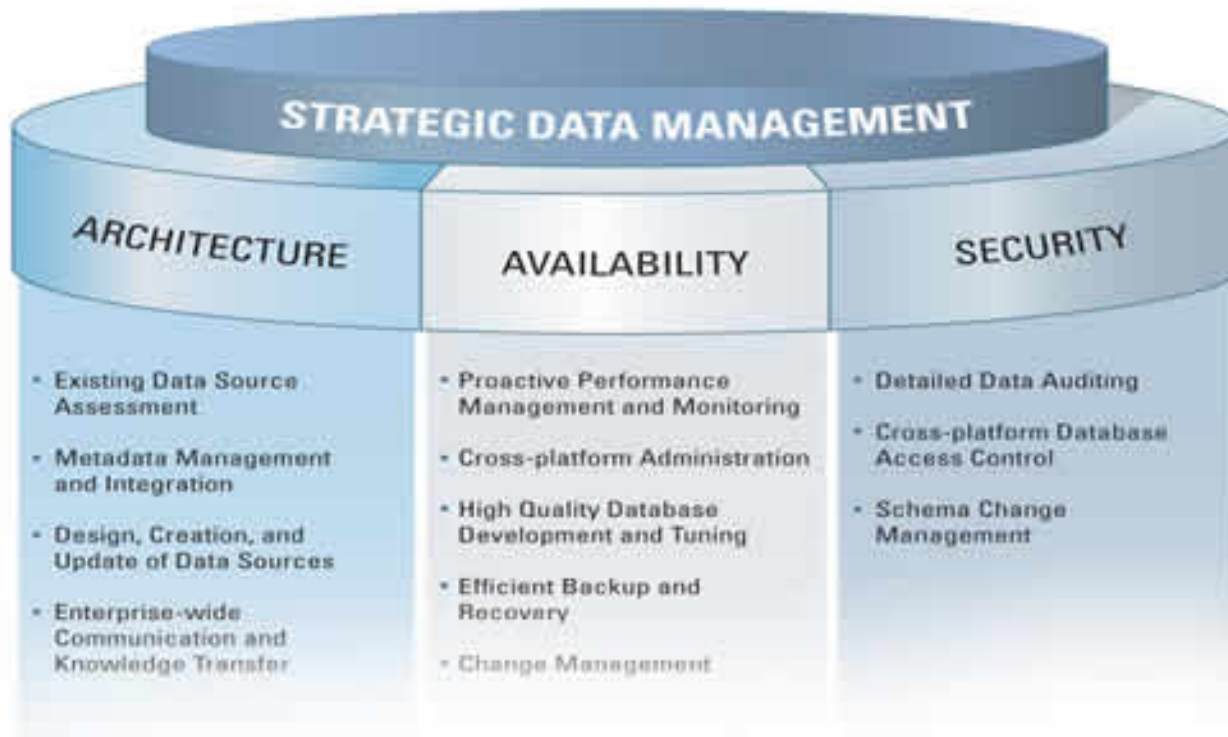 STRATEGIC DATA MANAGEMENT
ARCHITECTURE
• Existing Data Source
Assessment
• Metadata Management
and Integration
• Design, Creation, and
Update of Data Sources
• Enterprise-wide
Communication and
Knowledge Transfer
AVAILABILITY
• Proactive Performance
Management and Monitoring
• Cross-platform Administration
• High Quality Database
Development and Tuning
• Efficient Backup and
Recovery
• Change Management
SECURITY
• Detailed Data Auditing
• Cross-platform Database
Access Control
• Schema Change
Management